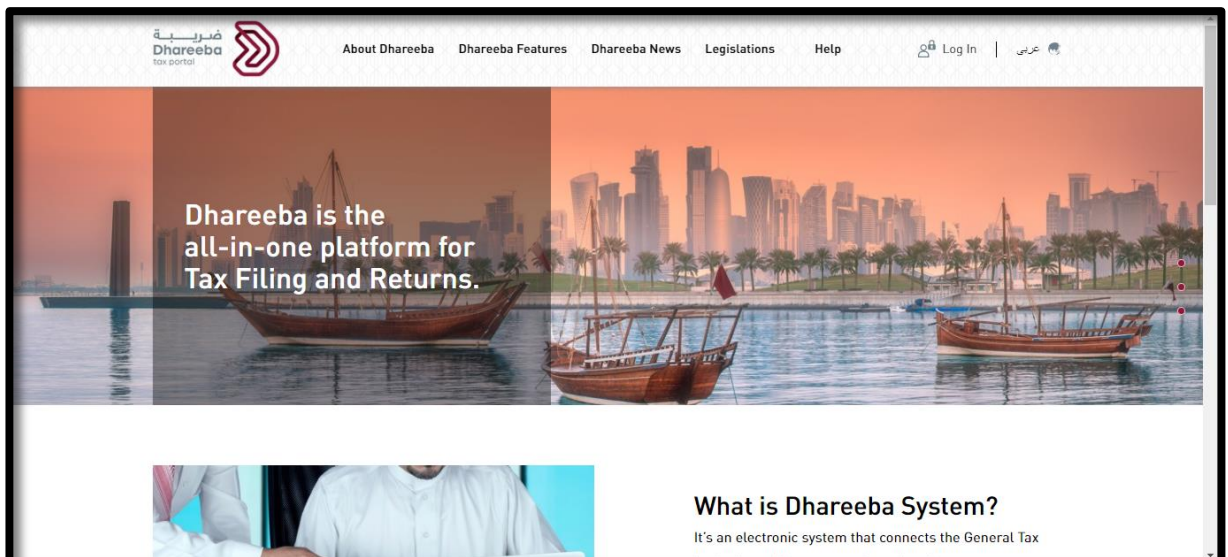 فضريبة
Dhareeba
tax portal
About Dhareeba
Dhareeba Features
Dhareeba News
Legislations
Help
Log In
عربى
Dhareeba is the
all-in-one platform for
Tax Filing and Returns.
What is Dhareeba System?
It's an electronic system that connects the General Tax